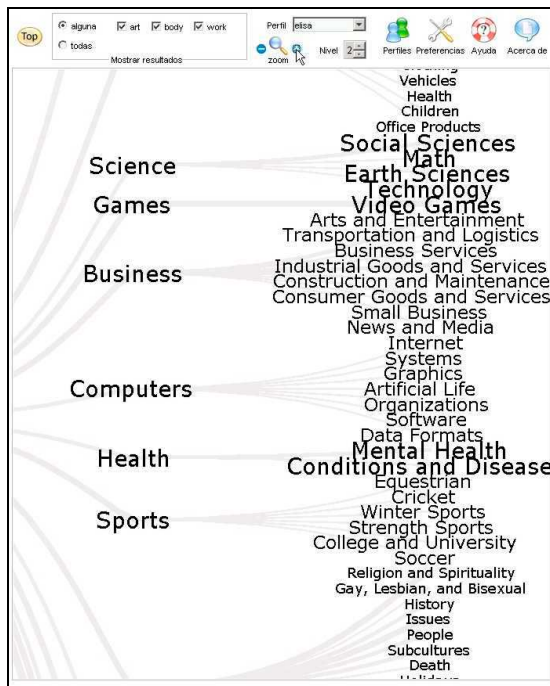 Top
alguna
art
body
work
todas
Mostrar resultados
Perfil elisa
zoom
Nivel 2
Perfiles Preferencias Ayuda Acerca de
Vehicles
Health
Children
Office Products
Social Sciences
Science
Math
Earth Sciences
Technology
Games
Video Games
Arts and Entertainment
Transportation and Logistics
Business Services
Business
Industrial Goods and Services
Construction and Maintenance
Consumer Goods and Services
Small Business
News and Media
Internet
Systems
Graphics
Computers
Artificial Life
Organizations
Software
Data Formats
Health
Mental Health
Conditions and Disease
Equestrian
Cricket
Winter Sports
Sports
Strength Sports
College and University
Soccer
Religion and Spirituality
Gay, Lesbian, and Bisexual
History
Issues
People
Subcultures
Death